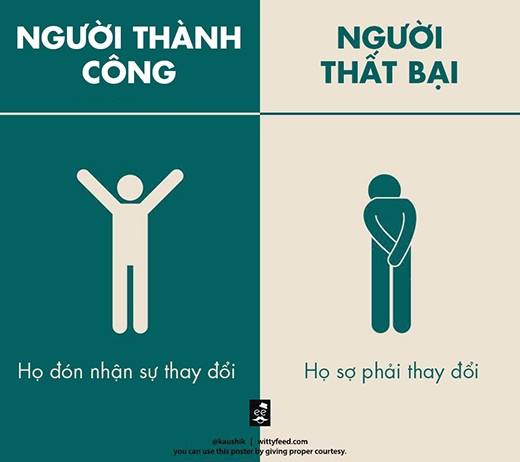 NGƯỜI THÀNH
CÔNG
NGƯỜI
THẤT BẠI
Họ đón nhận sự thay đổi
Họ sợ phải thay đổi
ee
@kaushik | wittyfeed.com
you can use this poster by giving proper courtesy.